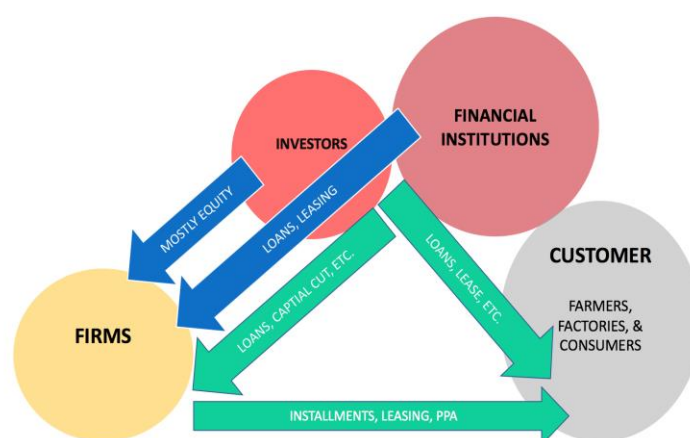 FINANCIAL
INSTITUTIONS
INVESTORS
MOSTLY EQUITY
LOANS, LEASING
LOANS, CAPTIAL CUT, ETC.
LOANS, LEASE, ETC.
CUSTOMER
FARMERS,
FACTORIES, &
CONSUMERS
FIRMS
INSTALLMENTS, LEASING, PPA